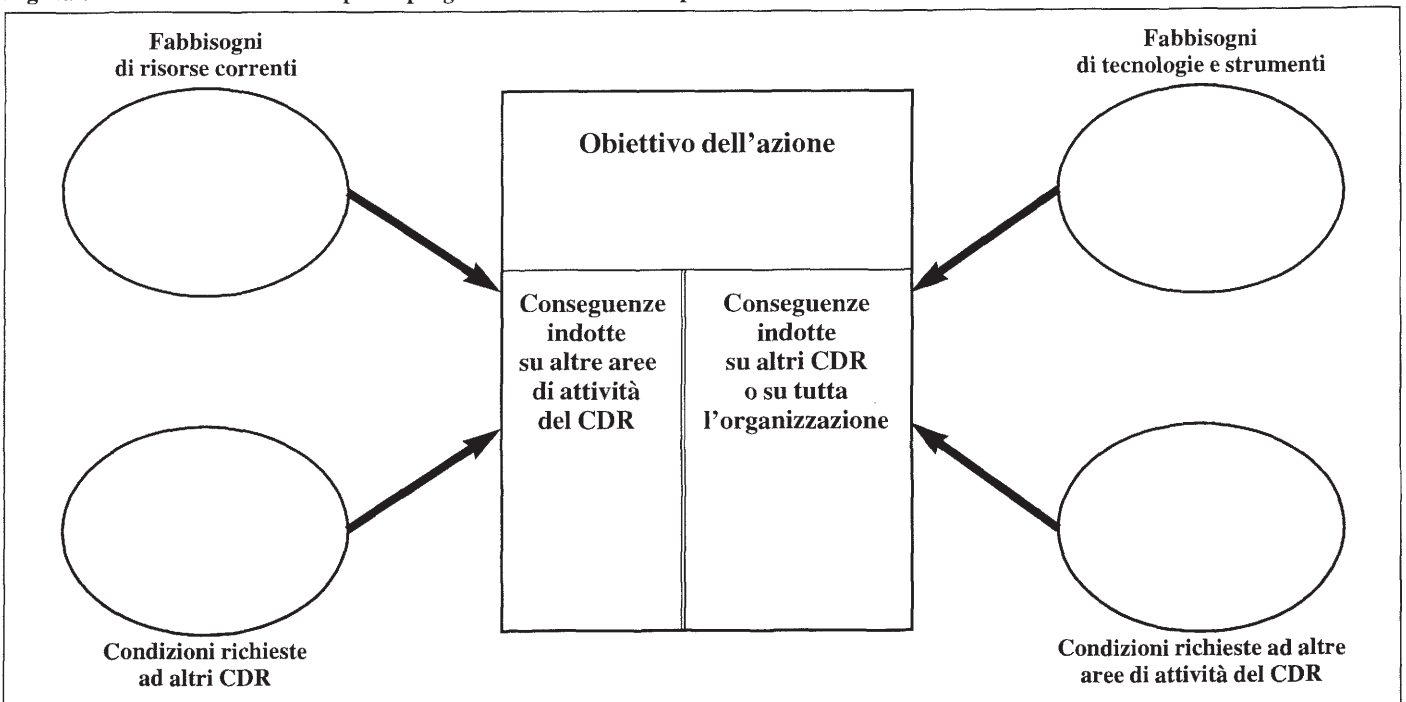 Fabbisogni
di risorse correnti
Fabbisogni
di tecnologie e strumenti
Obiettivo dell'azione
Conseguenze
indotte
su altre aree
di attività
del CDR
Conseguenze
indotte
su altri CDR
o su tutta
l'organizzazione
Condizioni richieste
ad altri CDR
Condizioni richieste ad altre
aree di attività del CDR